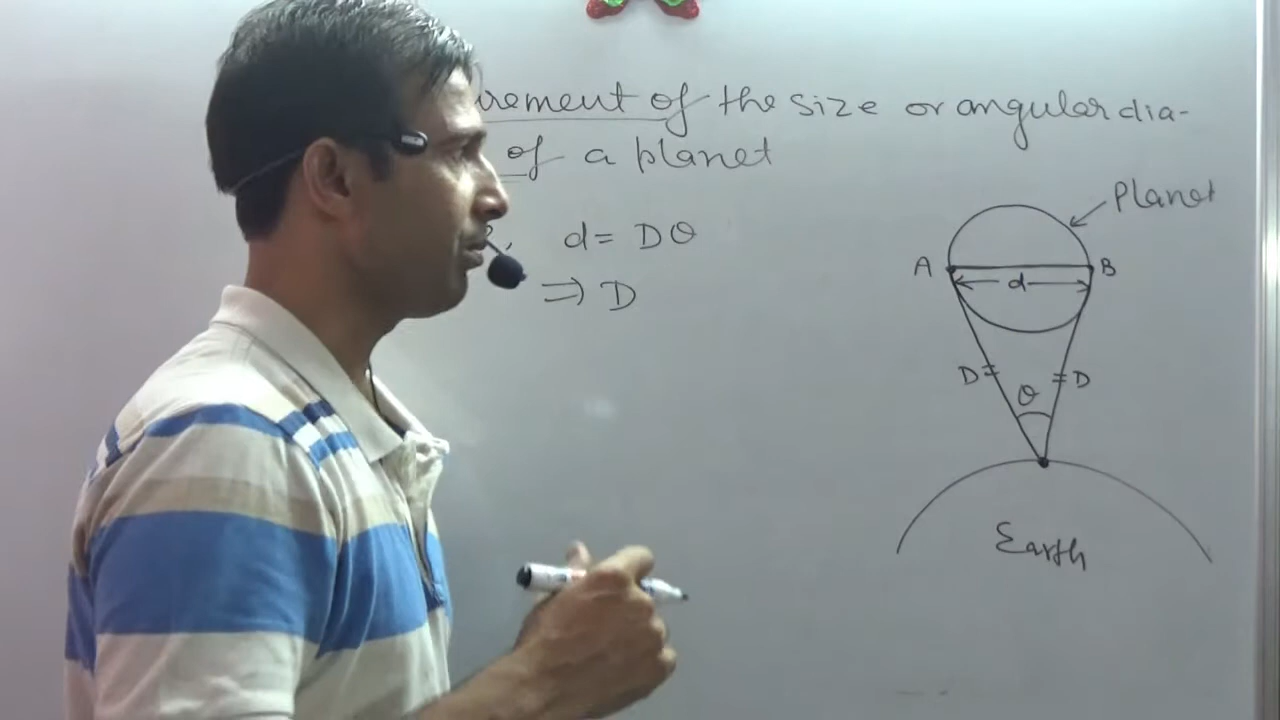 rement of the size or angular dia-
of a planet
d = Dθ
⇒ D
Planet
A
B
d
D
D
θ
Earth